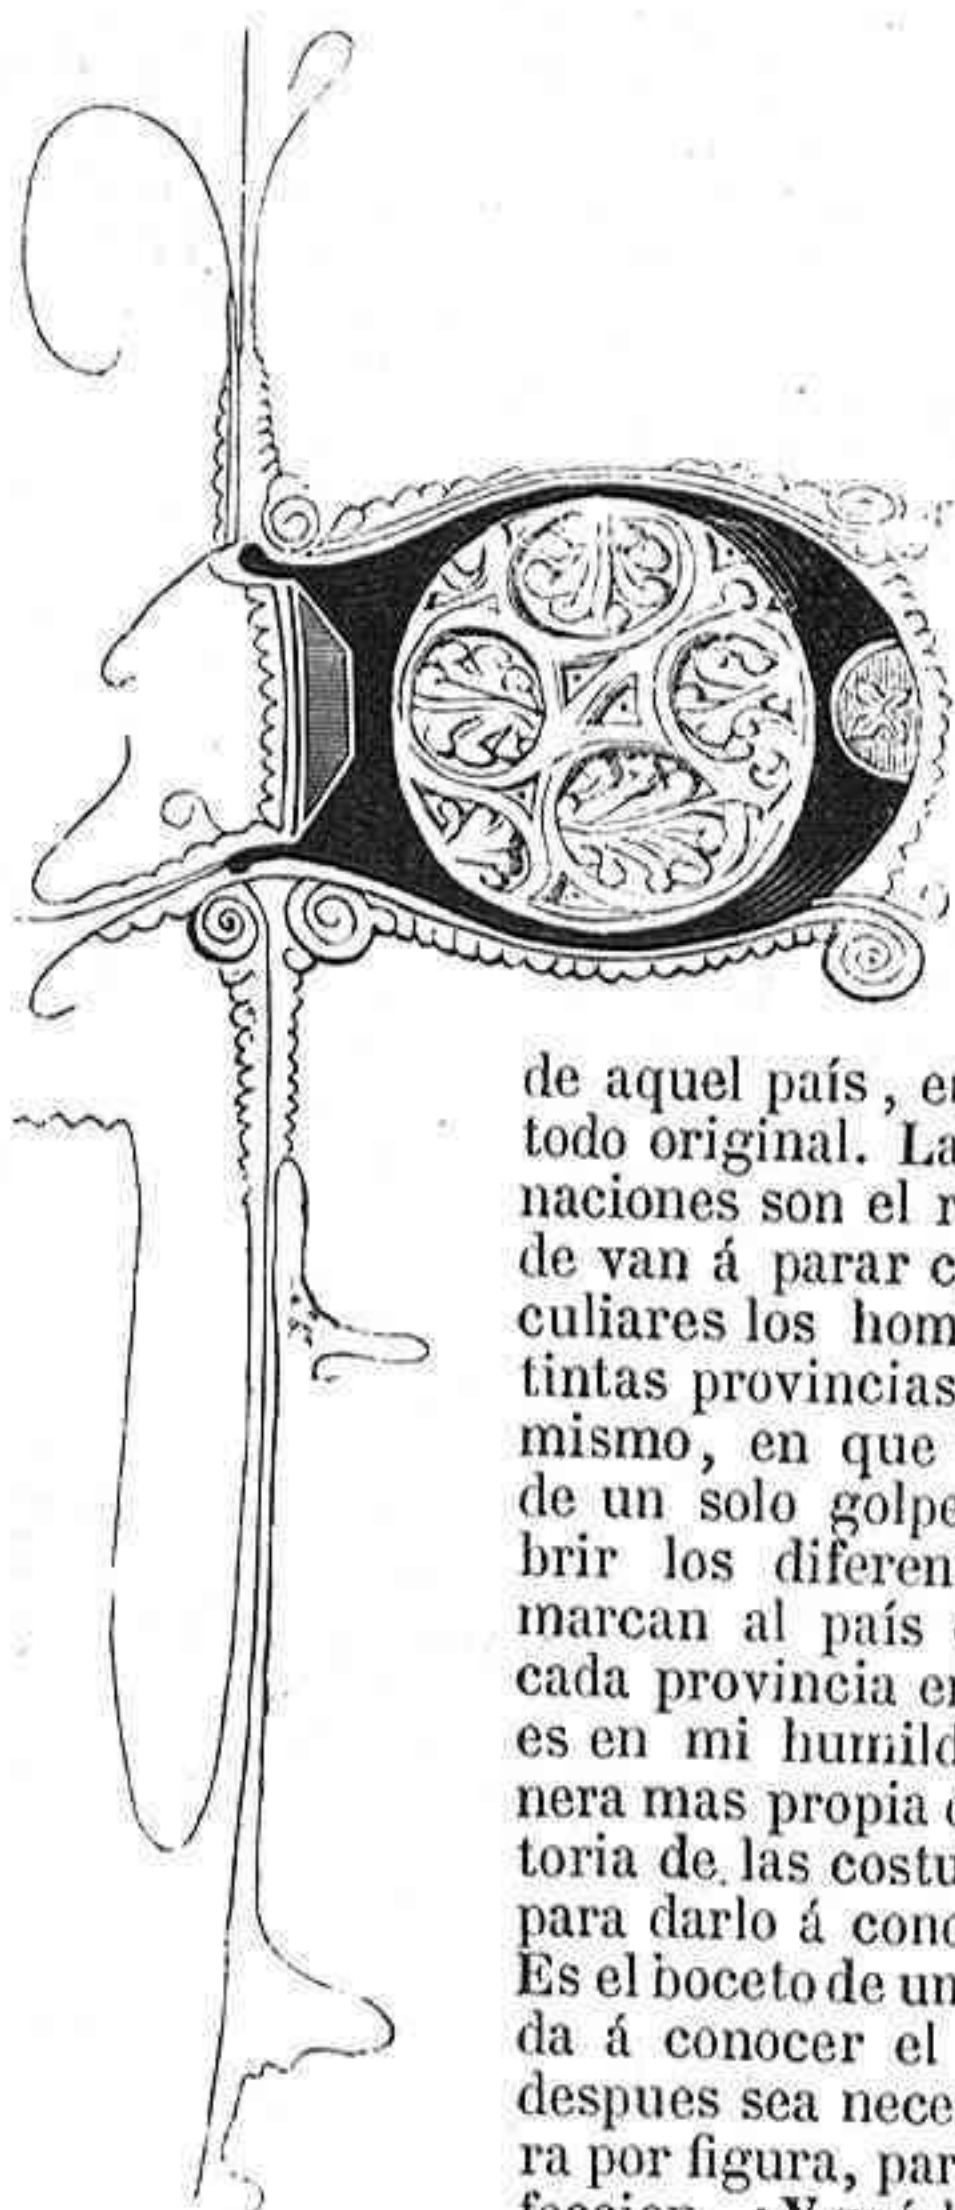 de aquel país, en
todo original. La
naciones son el r
de van á parar c
culiares los hom
tintas provincias
mismo, en que
de un solo golpe
brir los diferen
marcan al país
cada provincia en
es en mi humild
nera mas propia
toria de las costu
para darlo á cono
Es el boceto de un
da á conocer el
despues sea nece
ra por figura, par